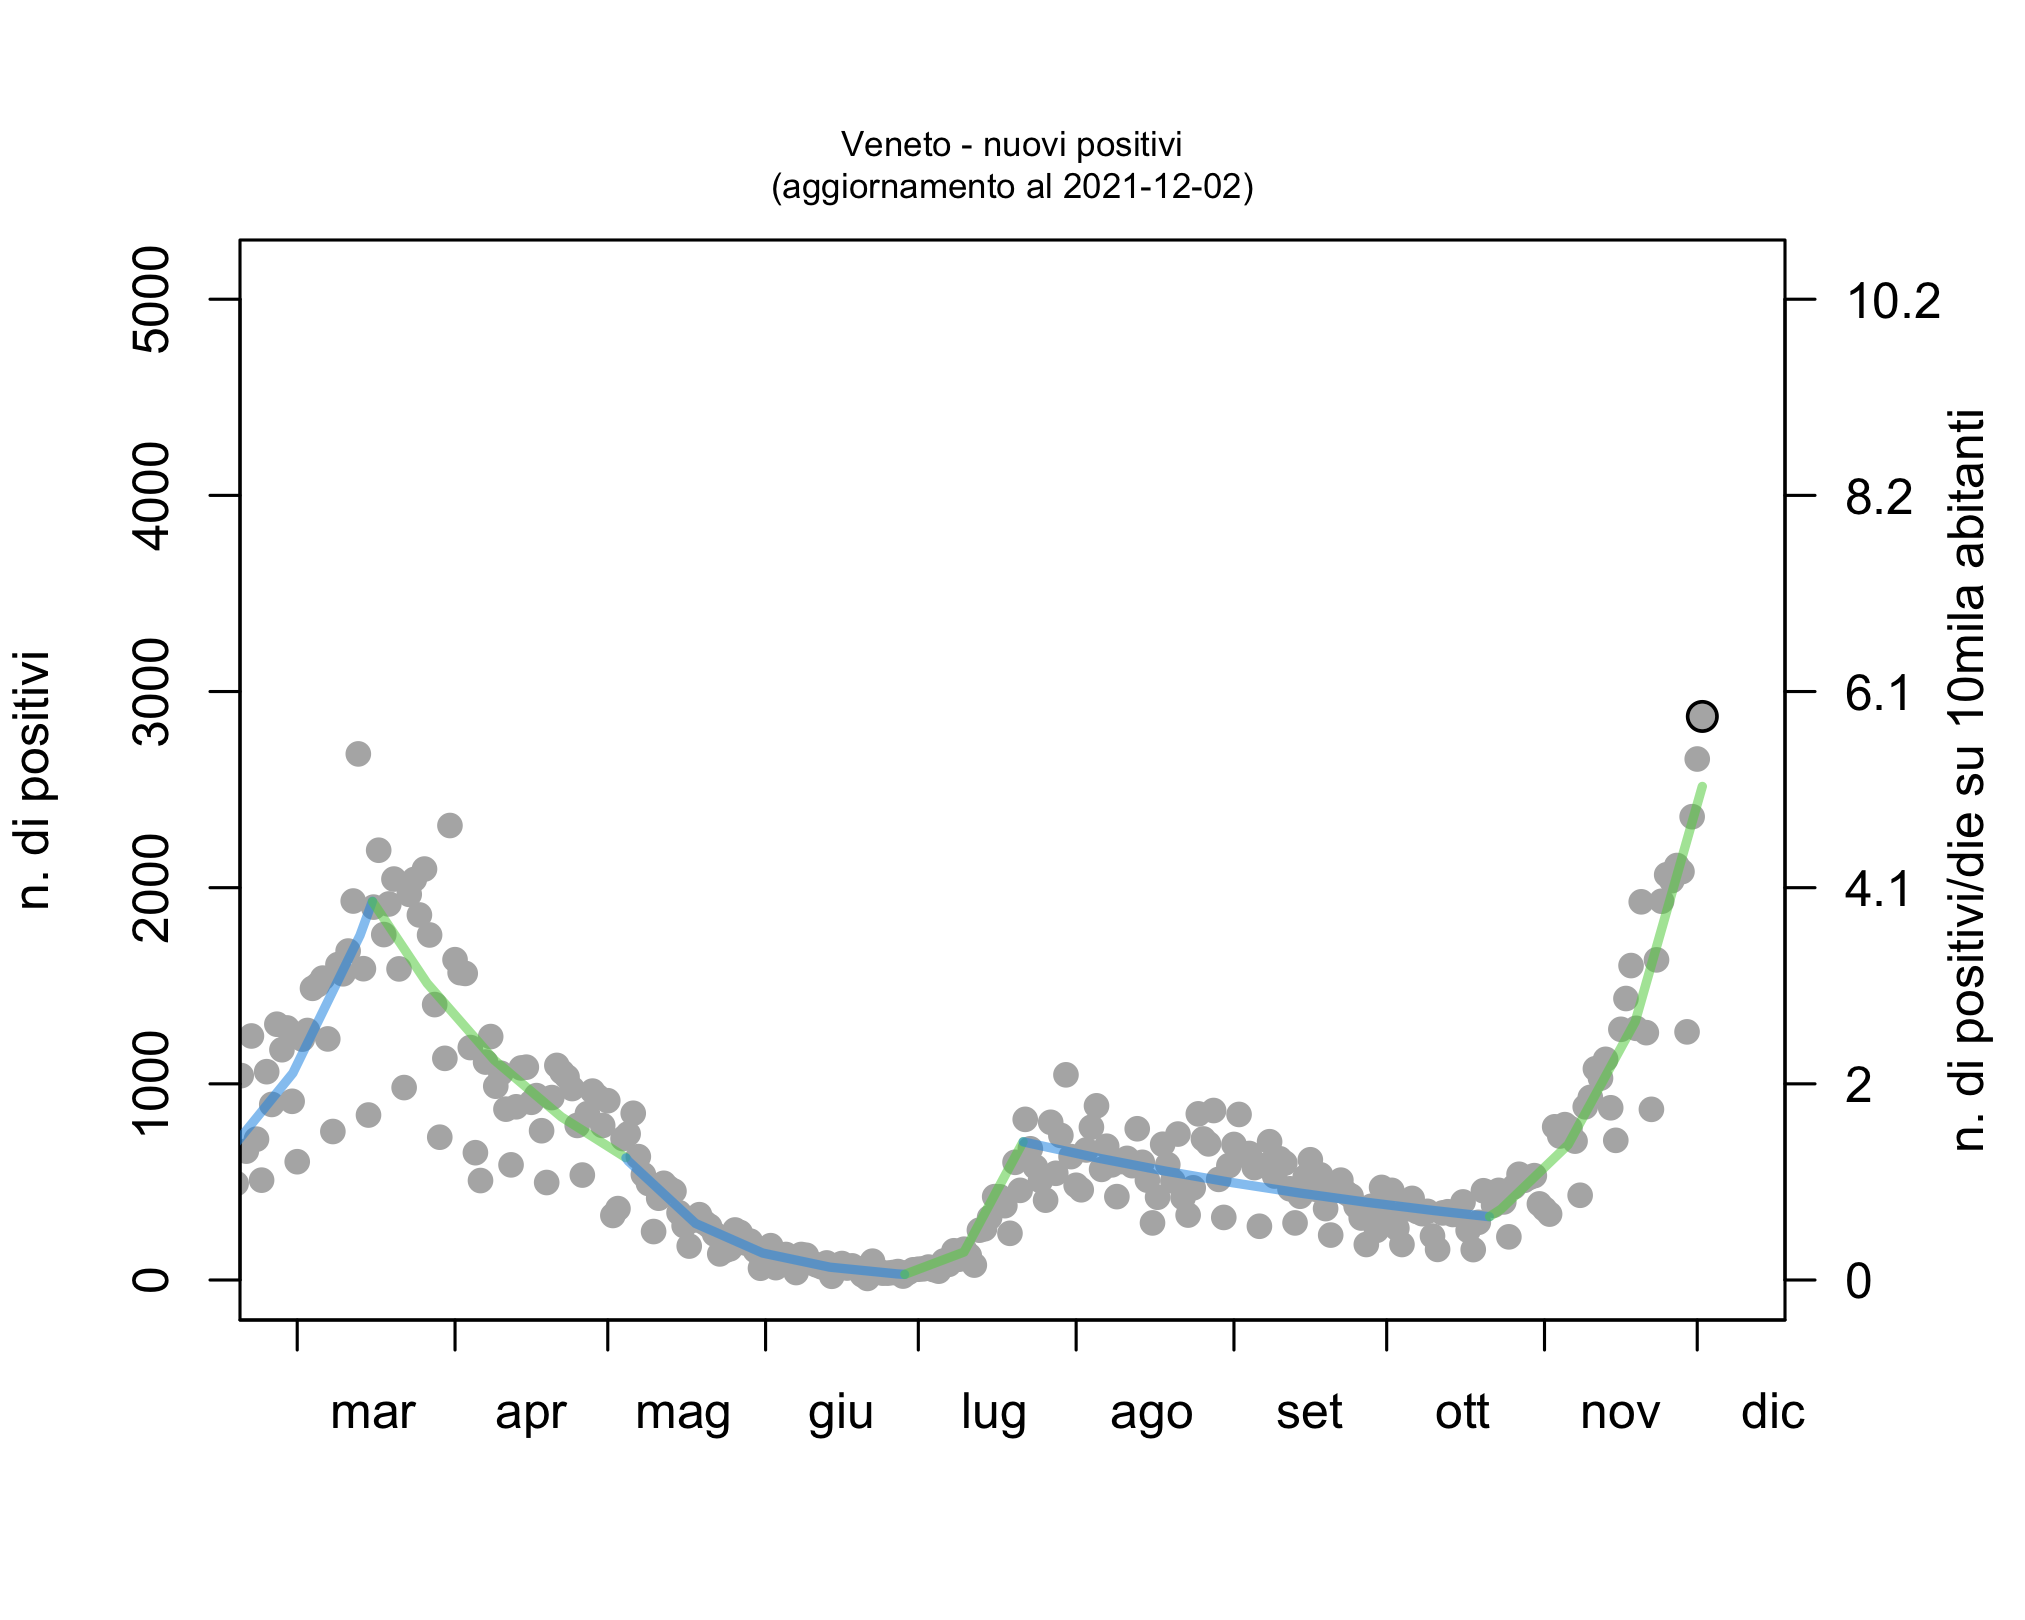 Veneto - nuovi positivi
(aggiornamento al 2021-12-02)
n. di positivi
5000
4000
3000
2000
1000
0
10.2
8.2
6.1
4.1
2
0
n. di positivi/die su 10mila abitanti
mar apr mag giu lug ago set ott nov dic